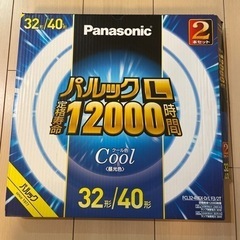 32形/40形
Panasonic
2
本セット
パルックL
定格寿命
12000時間
クール色
Cool
〈昼光色〉
パルック
32形/40形